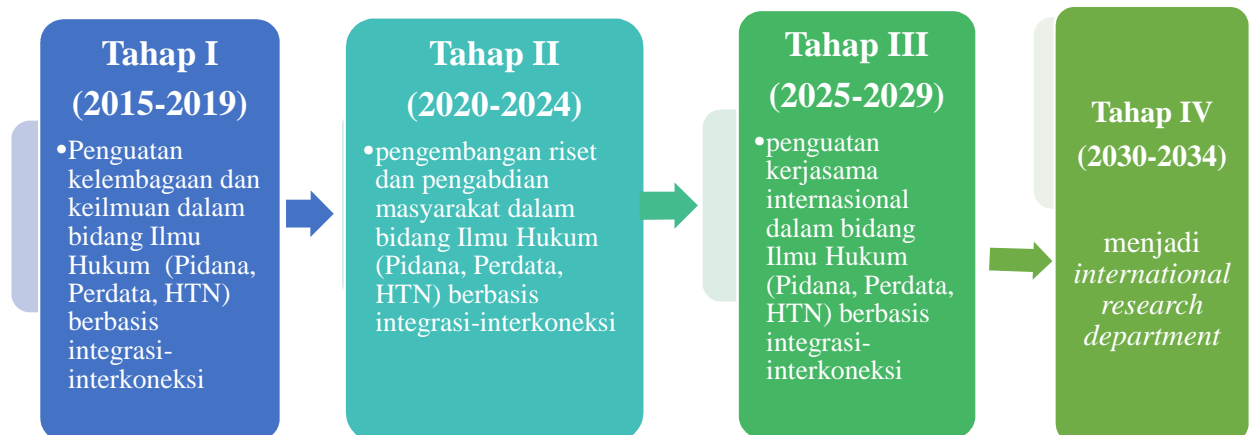 Tahap I
(2015-2019)
•Penguatan
kelembagaan dan
keilmuan dalam
bidang Ilmu
Hukum (Pidana,
Perdata, HTN)
berbasis
integrasi-
interkoneksi
Tahap II
(2020-2024)
•pengembangan riset
dan pengabdian
masyarakat dalam
bidang Ilmu Hukum
(Pidana, Perdata,
HTN) berbasis
integrasi-interkoneksi
Tahap III
(2025-2029)
•penguatan
kerjasama
internasional
dalam bidang
Ilmu Hukum
(Pidana, Perdata,
HTN) berbasis
integrasi-
interkoneksi
Tahap IV
(2030-2034)
menjadi
international
research
department